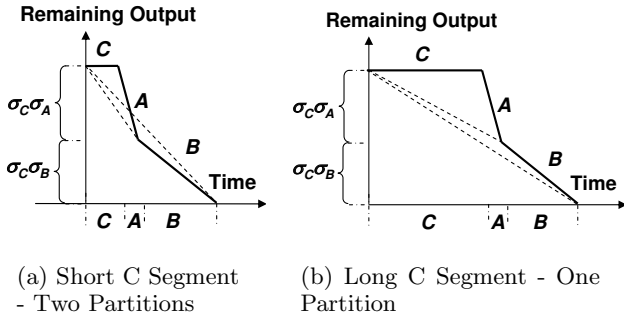 Remaining Output
C
σCσA
A
σCσB
B
Time
C A B
(a) Short C Segment
- Two Partitions
Remaining Output
C
σCσA
A
σCσB
B
Time
C A B
(b) Long C Segment - One
Partition